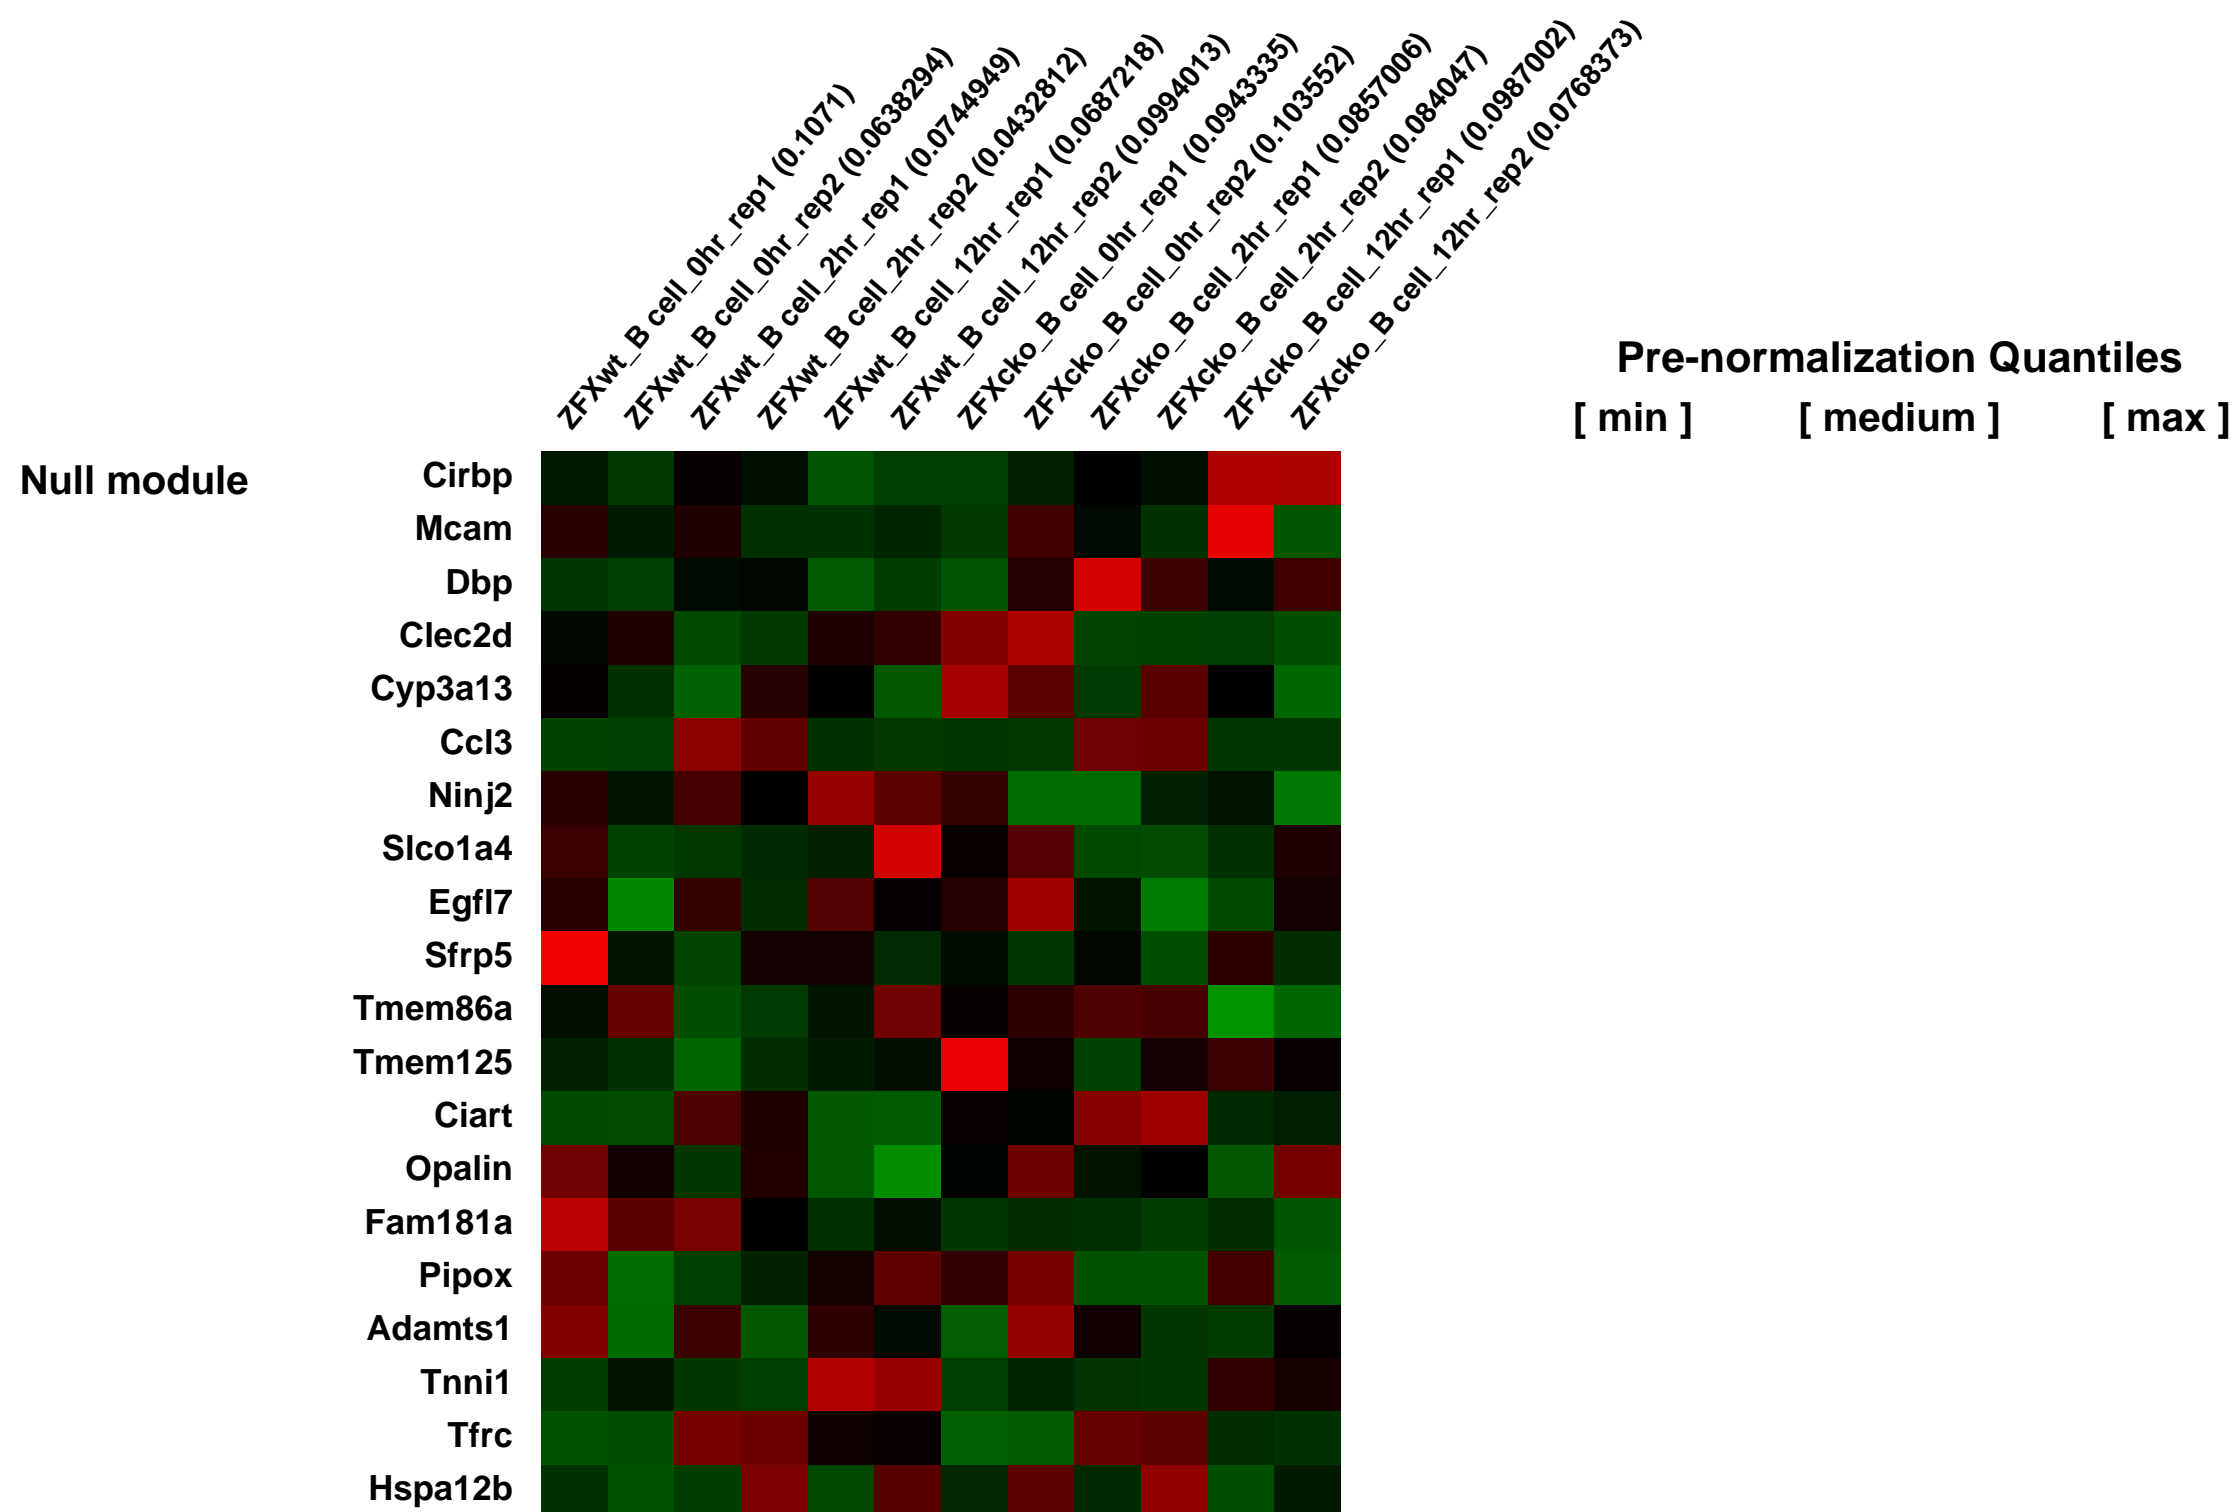 ZFXwt_B cell_0hr_rep1 (0.1071)
ZFXwt_B cell_0hr_rep2 (0.0638294)
ZFXwt_B cell_2hr_rep1 (0.0744949)
ZFXwt_B cell_2hr_rep2 (0.0432812)
ZFXwt_B cell_12hr_rep1 (0.0687218)
ZFXwt_B cell_12hr_rep2 (0.0994013)
ZFXcko_B cell_0hr_rep1 (0.0943335)
ZFXcko_B cell_0hr_rep2 (0.103552)
ZFXcko_B cell_2hr_rep1 (0.0857006)
ZFXcko_B cell_2hr_rep2 (0.084047)
ZFXcko_B cell_12hr_rep1 (0.0987002)
ZFXcko_B cell_12hr_rep2 (0.0768373)
Pre-normalization Quantiles
[ min ] [ medium ] [ max ]
Null module
Cirbp
Mcam
Dbp
Clec2d
Cyp3a13
Ccl3
Ninj2
Slco1a4
Egfl7
Sfrp5
Tmem86a
Tmem125
Ciart
Opalin
Fam181a
Pipox
Adamts1
Tnni1
Tfrc
Hspa12b